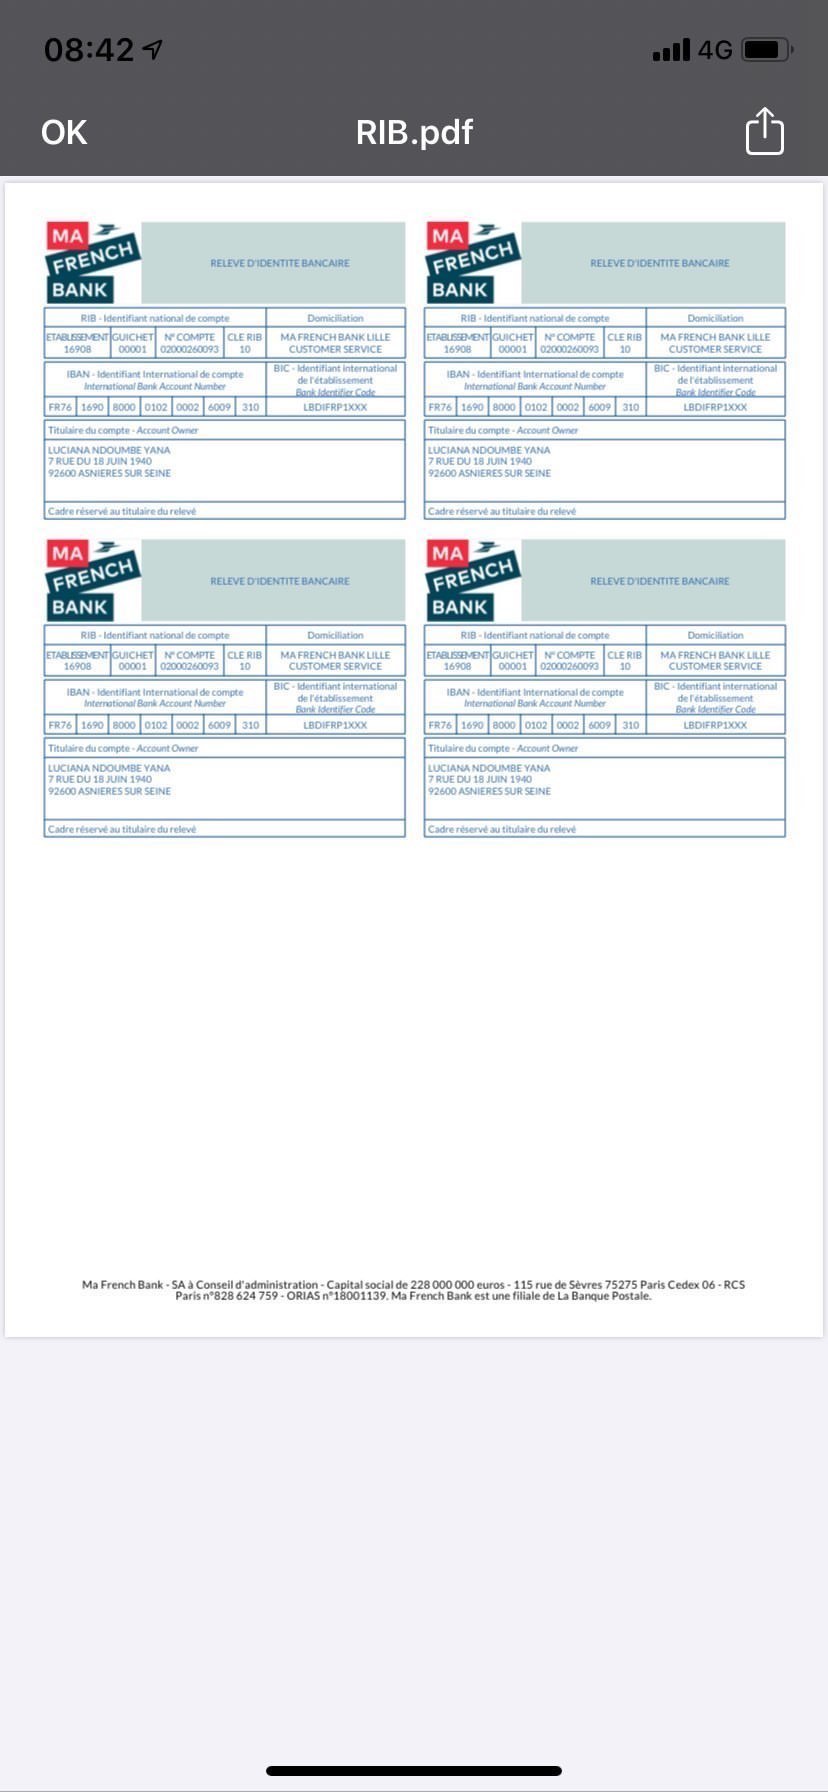 08:42
4G
OK
RIB.pdf
MA
FRENCH
BANK
RELEVE D'IDENTITE BANCAIRE
RIB - Identifiant national de compte
Domiciliation
ETABLISSEMENT GUICHET N° COMPTE CLE RIB
16908 00001 02000260093 10
MA FRENCH BANK LILLE
CUSTOMER SERVICE
IBAN - Identifiant International de compte
International Bank Account Number
BIC - Identifiant international
de l'établissement
Bank Identifier Code
FR76 1690 8000 0102 0002 6009 310
LBDIFRP1XXX
Titulaire du compte - Account Owner
LUCIANA NDOUMBE YANA
7 RUE DU 18 JUIN 1940
92600 ASNIERES SUR SEINE
Cadre réservé au titulaire du relevé
MA
FRENCH
BANK
RELEVE D'IDENTITE BANCAIRE
RIB - Identifiant national de compte
Domiciliation
ETABLISSEMENT GUICHET N° COMPTE CLE RIB
16908 00001 02000260093 10
MA FRENCH BANK LILLE
CUSTOMER SERVICE
IBAN - Identifiant International de compte
International Bank Account Number
BIC - Identifiant international
de l'établissement
Bank Identifier Code
FR76 1690 8000 0102 0002 6009 310
LBDIFRP1XXX
Titulaire du compte - Account Owner
LUCIANA NDOUMBE YANA
7 RUE DU 18 JUIN 1940
92600 ASNIERES SUR SEINE
Cadre réservé au titulaire du relevé
MA
FRENCH
BANK
RELEVE D'IDENTITE BANCAIRE
RIB - Identifiant national de compte
Domiciliation
ETABLISSEMENT GUICHET N° COMPTE CLE RIB
16908 00001 02000260093 10
MA FRENCH BANK LILLE
CUSTOMER SERVICE
IBAN - Identifiant International de compte
International Bank Account Number
BIC - Identifiant international
de l'établissement
Bank Identifier Code
FR76 1690 8000 0102 0002 6009 310
LBDIFRP1XXX
Titulaire du compte - Account Owner
LUCIANA NDOUMBE YANA
7 RUE DU 18 JUIN 1940
92600 ASNIERES SUR SEINE
Cadre réservé au titulaire du relevé
MA
FRENCH
BANK
RELEVE D'IDENTITE BANCAIRE
RIB - Identifiant national de compte
Domiciliation
ETABLISSEMENT GUICHET N° COMPTE CLE RIB
16908 00001 02000260093 10
MA FRENCH BANK LILLE
CUSTOMER SERVICE
IBAN - Identifiant International de compte
International Bank Account Number
BIC - Identifiant international
de l'établissement
Bank Identifier Code
FR76 1690 8000 0102 0002 6009 310
LBDIFRP1XXX
Titulaire du compte - Account Owner
LUCIANA NDOUMBE YANA
7 RUE DU 18 JUIN 1940
92600 ASNIERES SUR SEINE
Cadre réservé au titulaire du relevé
Ma French Bank - SA à Conseil d'administration - Capital social de 228 000 000 euros - 115 rue de Sèvres 75275 Paris Cedex 06 - RCS
Paris n°828 624 759 - ORIAS n°18001139. Ma French Bank est une filiale de La Banque Postale.